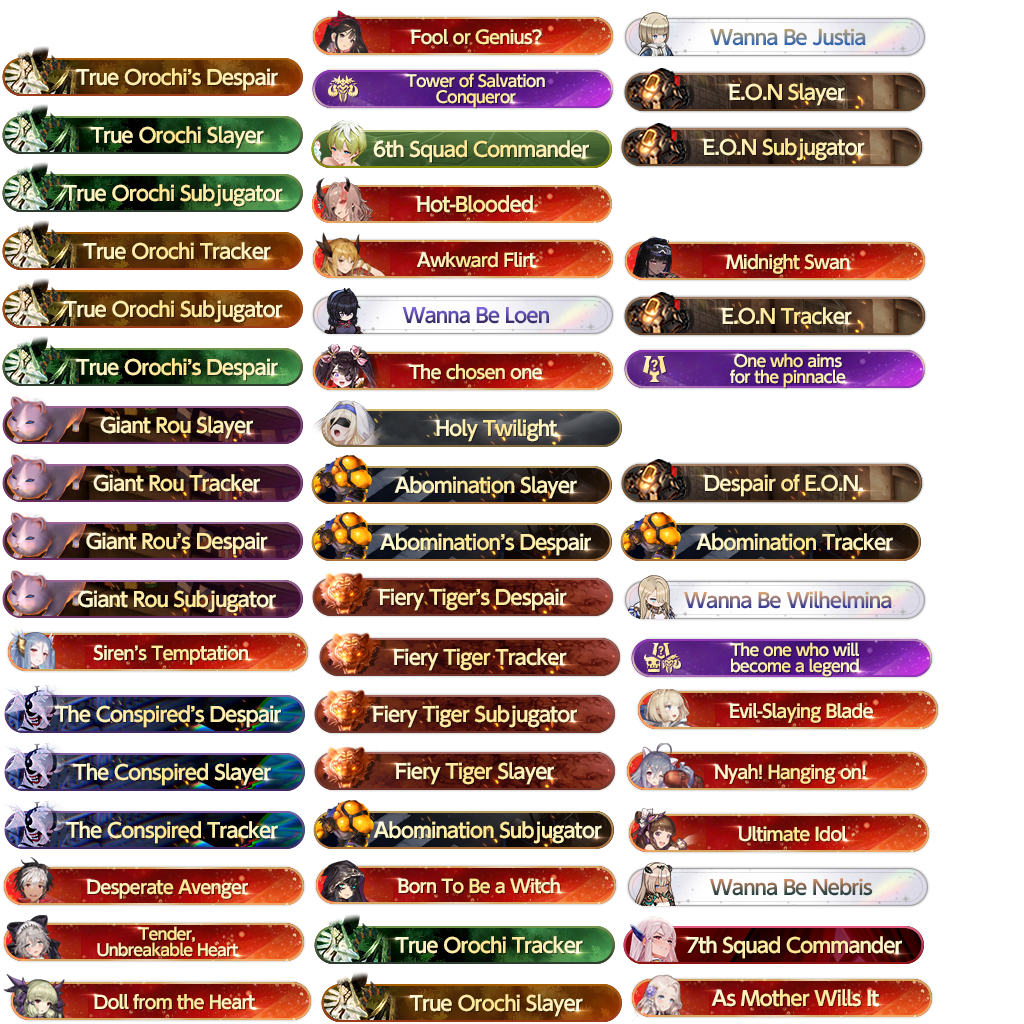 True Orochi's Despair
True Orochi Slayer
True Orochi Subjugator
True Orochi Tracker
True Orochi Subjugator
True Orochi's Despair
Giant Rou Slayer
Giant Rou Tracker
Giant Rou's Despair
Giant Rou Subjugator
Siren's Temptation
The Conspired's Despair
The Conspired Slayer
The Conspired Tracker
Desperate Avenger
Tender,
Unbreakable Heart
Doll from the Heart
Fool or Genius?
Tower of Salvation
Conqueror
6th Squad Commander
Hot-Blooded
Awkward Flirt
Wanna Be Loen
The chosen one
Holy Twilight
Abomination Slayer
Abomination's Despair
Fiery Tiger's Despair
Fiery Tiger Tracker
Fiery Tiger Subjugator
Fiery Tiger Slayer
Abomination Subjugator
Born To Be a Witch
True Orochi Tracker
True Orochi Slayer
Wanna Be Justia
E.O.N Slayer
E.O.N Subjugator
Midnight Swan
E.O.N Tracker
One who aims
for the pinnacle
Despair of E.O.N.
Abomination Tracker
Wanna Be Wilhelmina
The one who will
become a legend
Evil-Slaying Blade
Nyah! Hanging on!
Ultimate Idol
Wanna Be Nebris
7th Squad Commander
As Mother Wills It